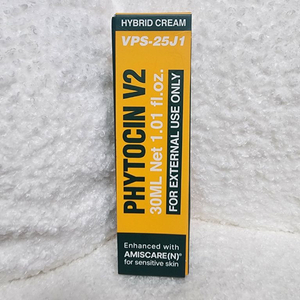 HYBRID CREAM
VPS-25J1
PHYTOCIN V2
30ML Net 1.01 fl.oz.
FOR EXTERNAL USE ONLY
Enhanced with
AMISCARE(N)®
for sensitive skin